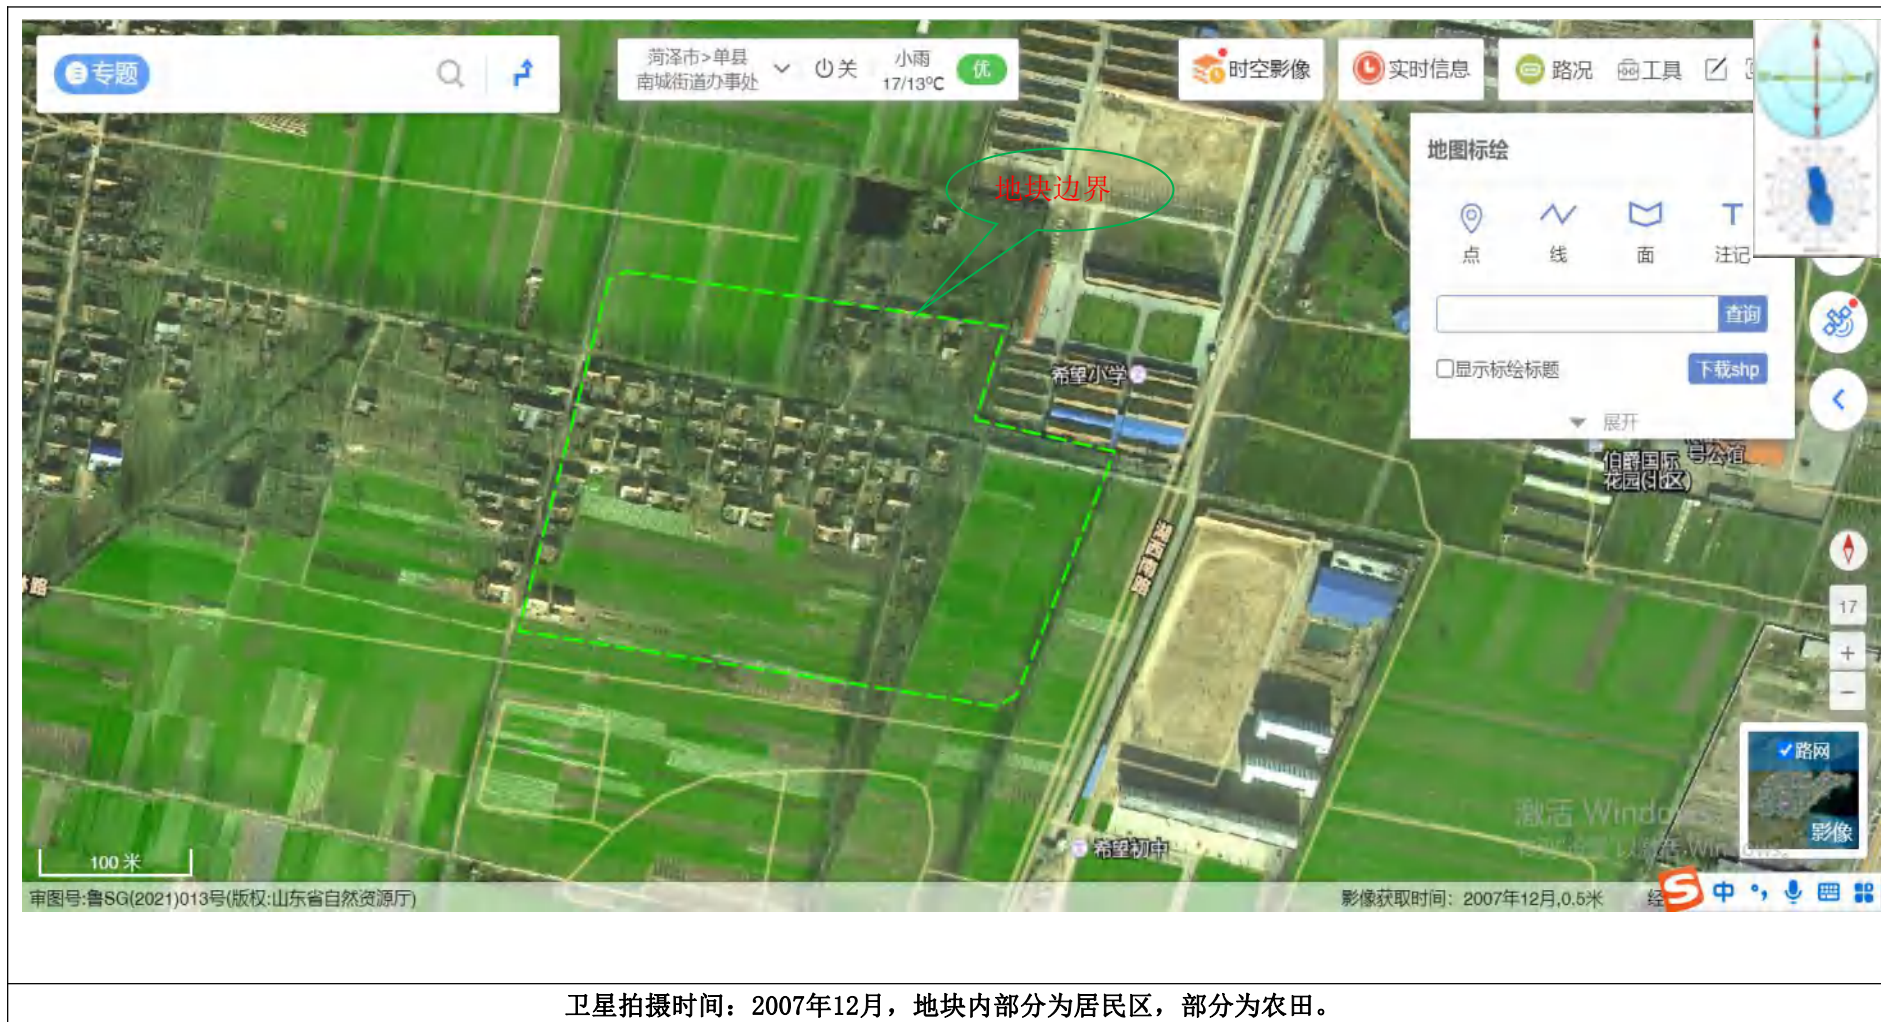 专题
菏泽市>单县
南城街道办事处
关
小雨
17/13℃
优
时空影像
实时信息
路况
工具
地图标绘
点
线
面
注记
查询
显示标绘标题
下载shp
展开
地块边界
希望小学
伯爵国际
花园(北区)
号公馆
湖西南路
林路
希望初中
17
+
−
路网
影像
激活 Windows
100 米
审图号:鲁SG(2021)013号(版权:山东省自然资源厅)
影像获取时间：2007年12月,0.5米
经
中
卫星拍摄时间：2007年12月，地块内部分为居民区，部分为农田。